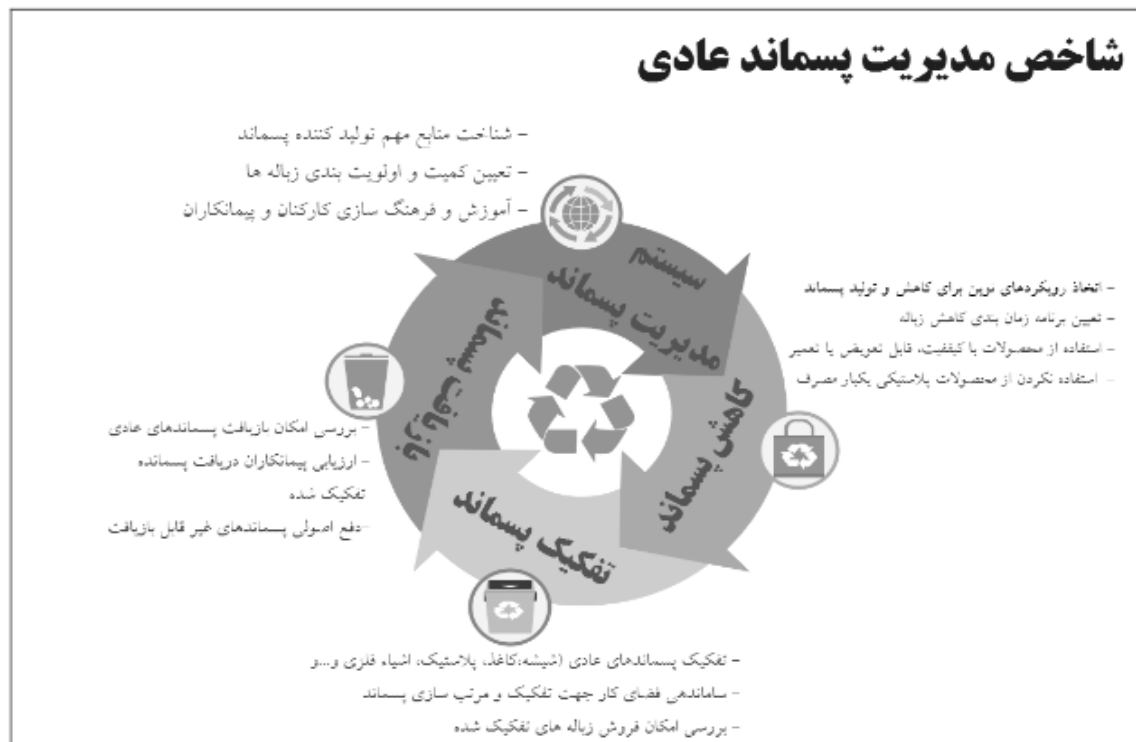 شاخص مدیریت پسماند عادی
- شناخت منابع مهم تولید کننده پسماند
- تعیین کمیت و اولویت بندی زباله ها
- آموزش و فرهنگ سازی کارکنان و پیمانکاران
سیستم
مدیریت پسماند
- اتخاذ رویکردهای نوین برای کاهش و تولید پسماند
- تعیین برنامه زمان بندی کاهش زباله
- استفاده از محصولات با کیفیت، قابل تعویض یا تعمیر
- استفاده نکردن از محصولات پلاستیکی یکبار مصرف
کاهش پسماند
تفکیک پسماند
- تفکیک پسماندهای عادی (شیشه،کاغذ، پلاستیک، اشیاء فلزی و...و
- ساماندهی فضای کار جهت تفکیک و مرتب سازی پسماند
- بررسی امکان فروش زباله های تفکیک شده
بازیافت پسماند
- بررسی امکان بازیافت پسماندهای عادی
- ارزیابی پیمانکاران دریافت پسمانده
تفکیک شده
-دفع اصولی پسماندهای غیر قابل بازیافت